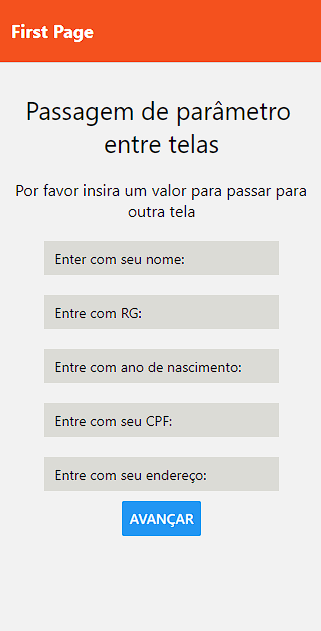 First Page
Passagem de parâmetro
entre telas
Por favor insira um valor para passar para
outra tela
Enter com seu nome:
Entre com RG:
Entre com ano de nascimento:
Entre com seu CPF:
Entre com seu endereço:
AVANÇAR